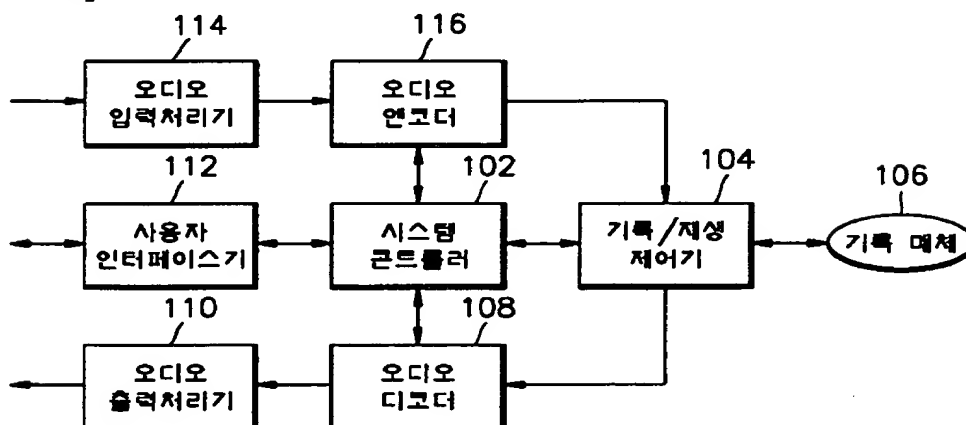 114
오디오
입력처리기
116
오디오
엔코더
112
사용자
인터페이스기
102
시스템
콘트롤러
104
기록/재생
제어기
106
기록 매체
110
오디오
출력처리기
108
오디오
디코더